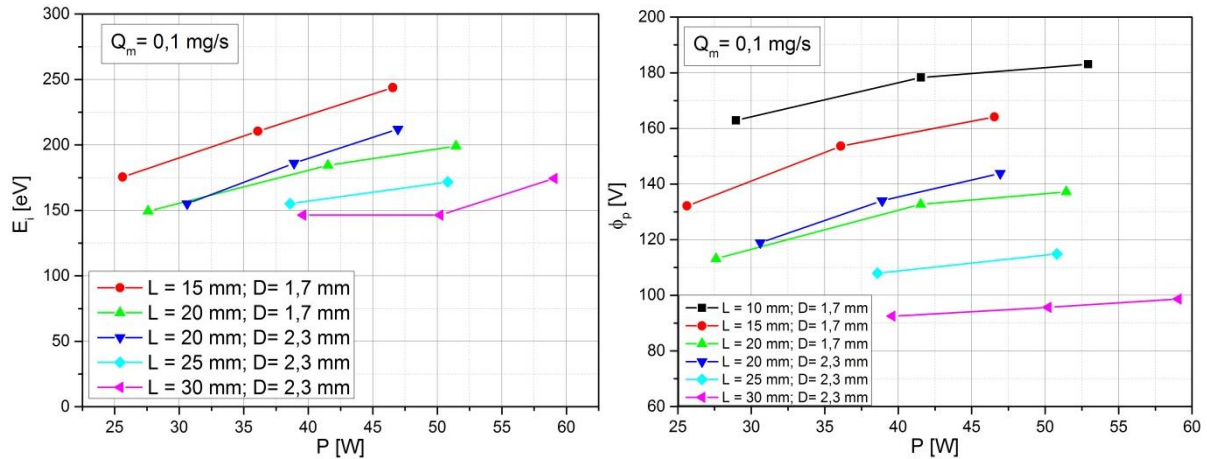 Qm= 0,1 mg/s
300
250
200
150
100
50
0
Ei [eV]
L = 15 mm; D= 1,7 mm
L = 20 mm; D= 1,7 mm
L = 20 mm; D= 2,3 mm
L = 25 mm; D= 2,3 mm
L = 30 mm; D= 2,3 mm
25 30 35 40 45 50 55 60
P [W]
Qm= 0,1 mg/s
200
180
160
140
120
100
80
60
ϕp [V]
L = 10 mm; D= 1,7 mm
L = 15 mm; D= 1,7 mm
L = 20 mm; D= 1,7 mm
L = 20 mm; D= 2,3 mm
L = 25 mm; D= 2,3 mm
L = 30 mm; D= 2,3 mm
25 30 35 40 45 50 55 60
P [W]